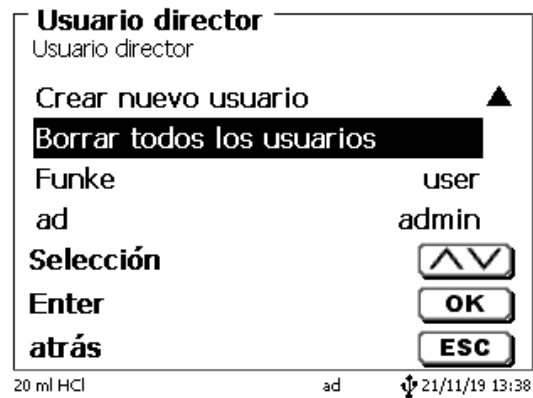 Usuario director
Usuario director
Crear nuevo usuario
Borrar todos los usuarios
Funke user
ad admin
Selección
Enter OK
atrás ESC
20 ml HCl ad 21/11/19 13:38